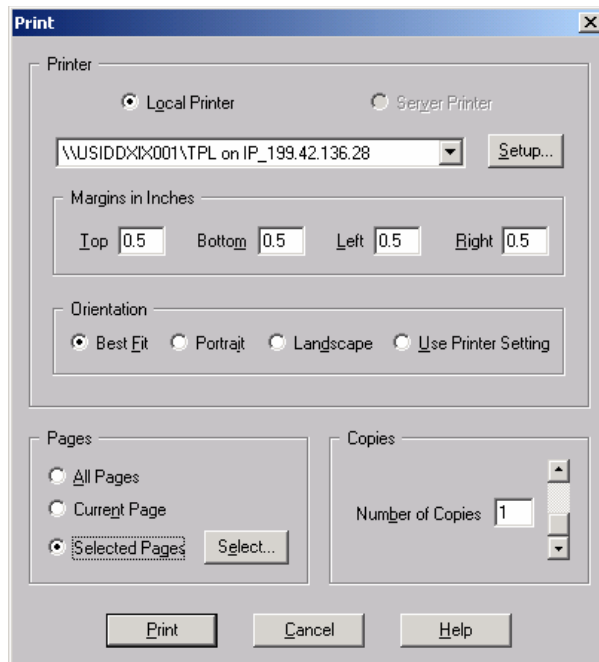 Print
Printer
Local Printer Server Printer
\\USIDDXIX001\TPL on IP_199.42.136.28 Setup...
Margins in Inches
Top 0.5 Bottom 0.5 Left 0.5 Right 0.5
Orientation
Best Fit Portrait Landscape Use Printer Setting
Pages Copies
All Pages
Current Page
Number of Copies 1
Selected Pages Select...
Print Cancel Help